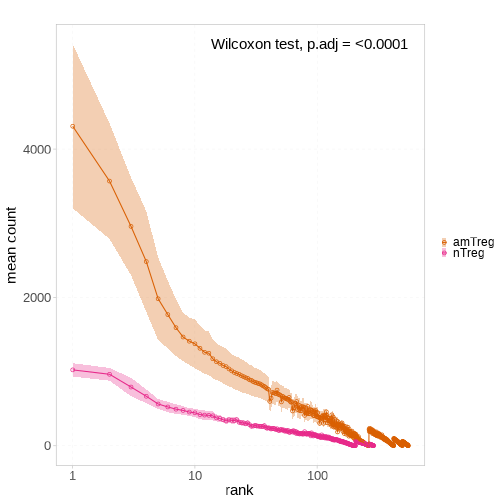 Wilcoxon test, p.adj = <0.0001
4000
2000
0
mean count
1
10
100
rank
amTreg
nTreg